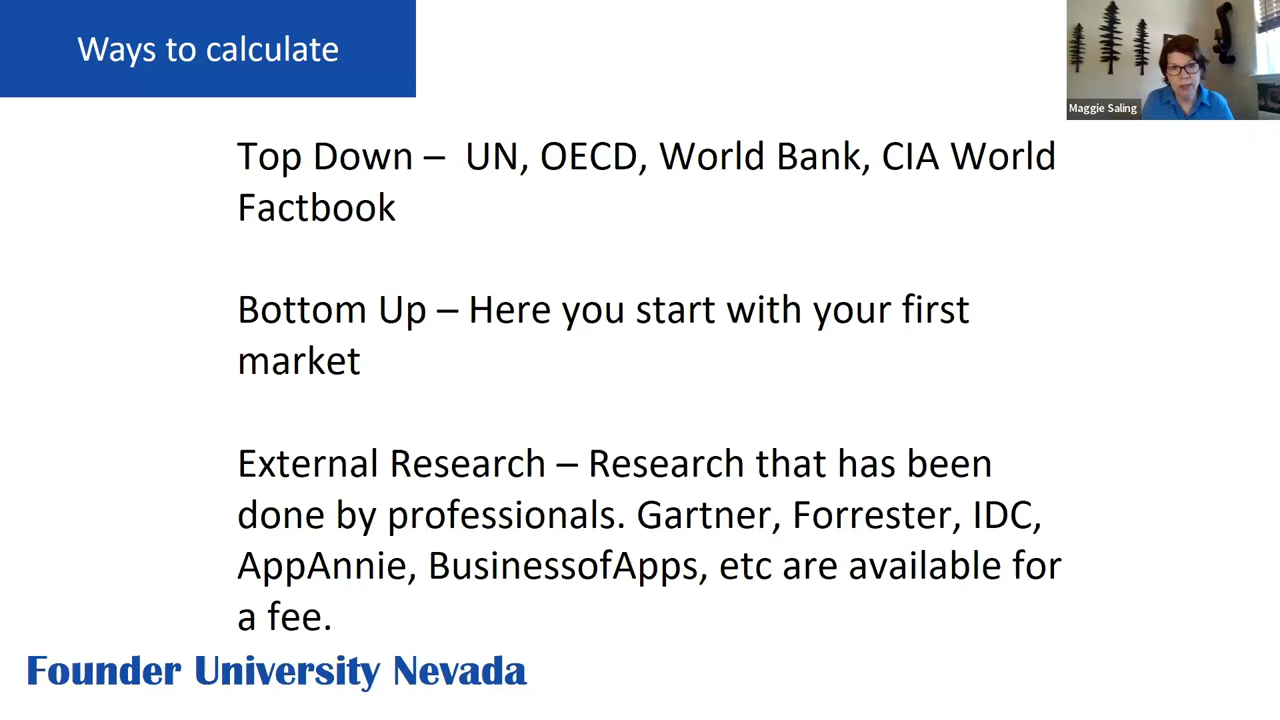 Ways to calculate
Maggie Saling
Top Down –  UN, OECD, World Bank, CIA World
Factbook
Bottom Up – Here you start with your first
market
External Research – Research that has been
done by professionals. Gartner, Forrester, IDC,
AppAnnie, BusinessofApps, etc are available for
a fee.
Founder University Nevada